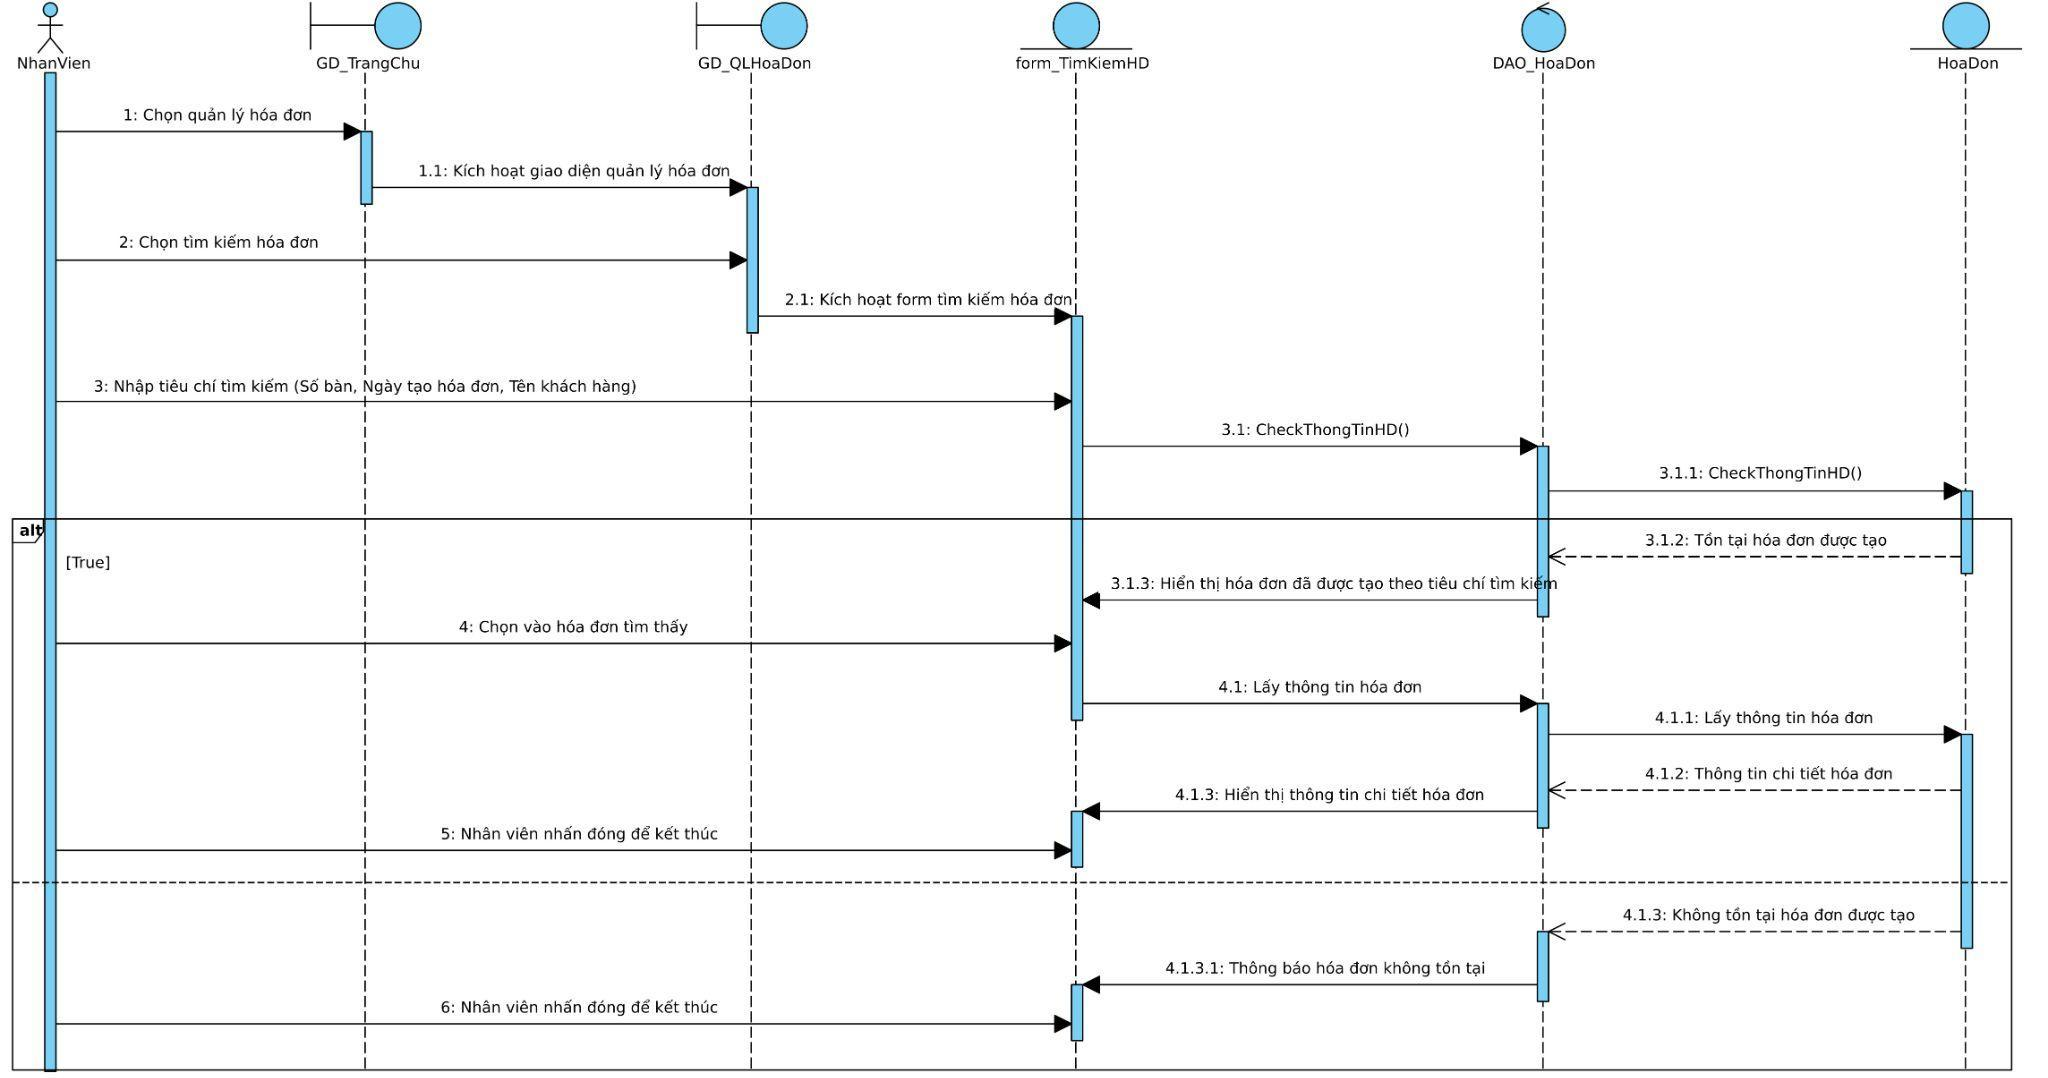 NhanVien
GD_TrangChu
GD_QLHoaDon
form_TimKiemHD
DAO_HoaDon
HoaDon
1: Chọn quản lý hóa đơn
1.1: Kích hoạt giao diện quản lý hóa đơn
2: Chọn tìm kiếm hóa đơn
2.1: Kích hoạt form tìm kiếm hóa đơn
3: Nhập tiêu chí tìm kiếm (Số bàn, Ngày tạo hóa đơn, Tên khách hàng)
3.1: CheckThongTinHD()
3.1.1: CheckThongTinHD()
alt
[True]
3.1.2: Tồn tại hóa đơn được tạo
3.1.3: Hiển thị hóa đơn đã được tạo theo tiêu chí tìm kiếm
4: Chọn vào hóa đơn tìm thấy
4.1: Lấy thông tin hóa đơn
4.1.1: Lấy thông tin hóa đơn
4.1.2: Thông tin chi tiết hóa đơn
4.1.3: Hiển thị thông tin chi tiết hóa đơn
5: Nhân viên nhấn đóng để kết thúc
4.1.3: Không tồn tại hóa đơn được tạo
4.1.3.1: Thông báo hóa đơn không tồn tại
6: Nhân viên nhấn đóng để kết thúc